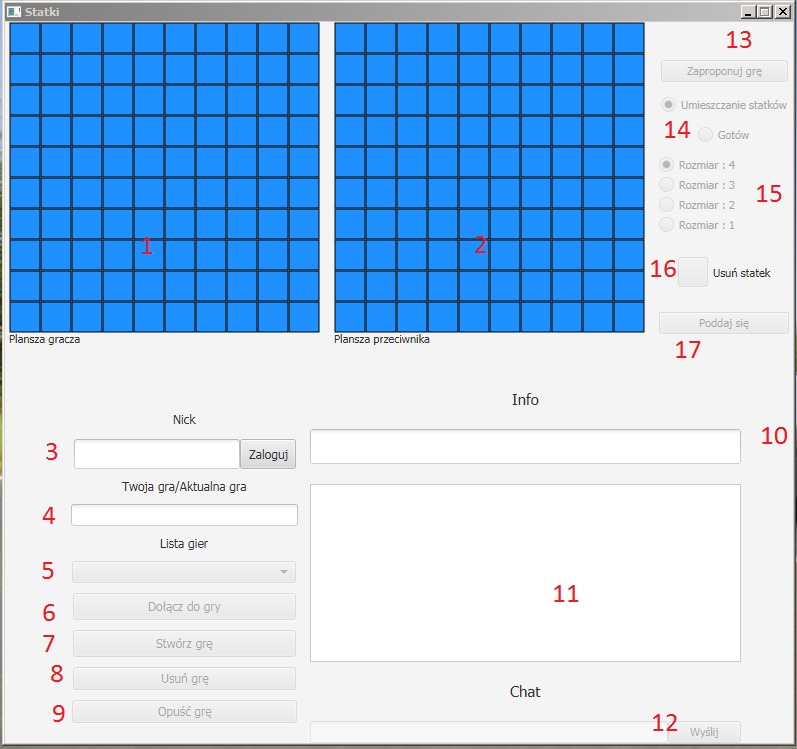 Statki
13
Zaproponuj grę
Umieszczanie statków
14
Gotów
Rozmiar : 4
Rozmiar : 3
15
Rozmiar : 2
Rozmiar : 1
1
2
16
Usuń statek
Poddaj się
17
Plansza gracza
Plansza przeciwnika
Info
Nick
10
3
Zaloguj
Twoja gra/Aktualna gra
4
Lista gier
5
11
6
Dołącz do gry
7
Stwórz grę
8
Usuń grę
Chat
9
Opuść grę
12
Wyślij